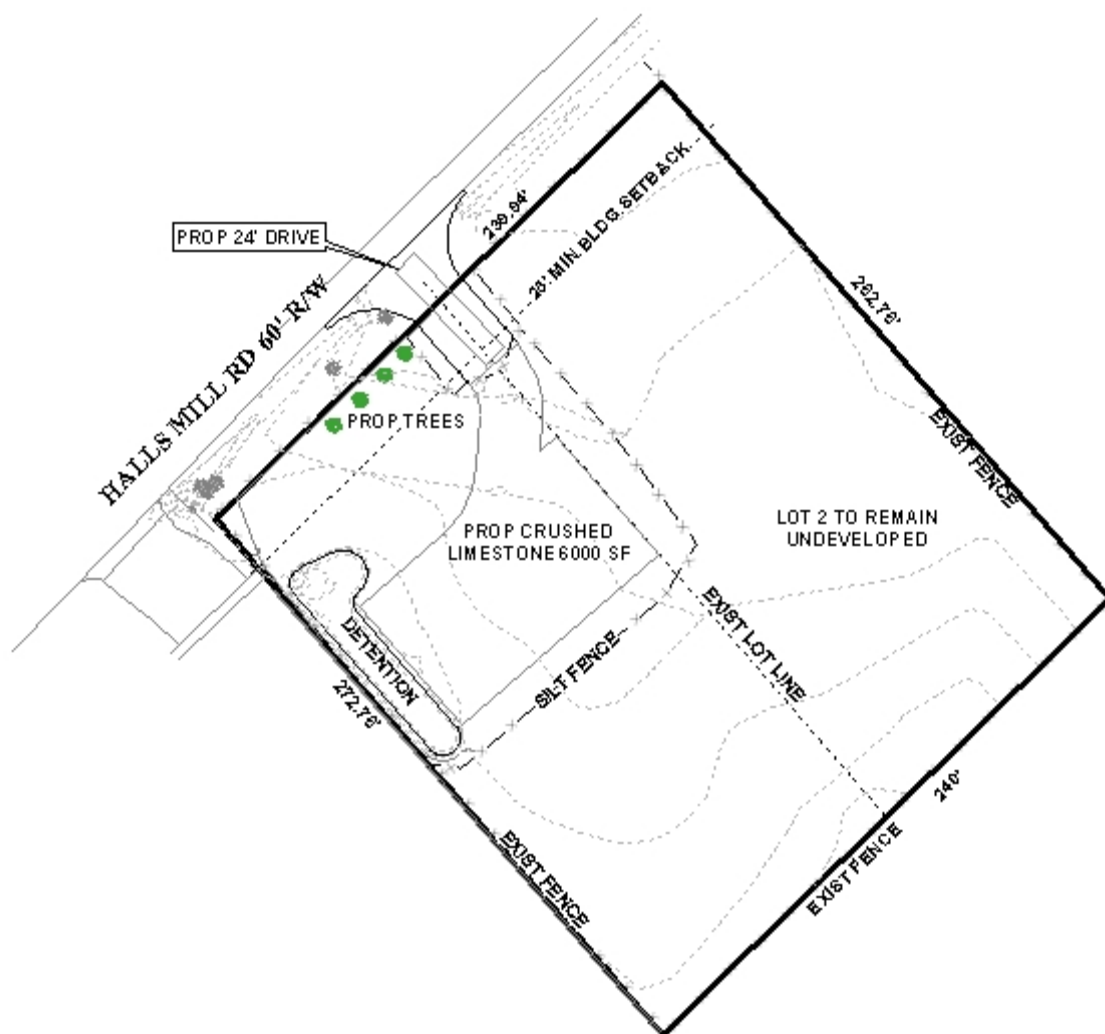 PROP 24' DRIVE
HALLS MILL RD 60' R/W
239.94'
25' MIN BLDG SETBACK
262.76'
EXIST FENCE
PROP TREES
PROP CRUSHED
LIMESTONE 6000 SF
LOT 2 TO REMAIN
UNDEVELOPED
EXIST LOT LINE
SILT FENCE
DETENTION
272.76'
EXIST FENCE
240'
EXIST FENCE